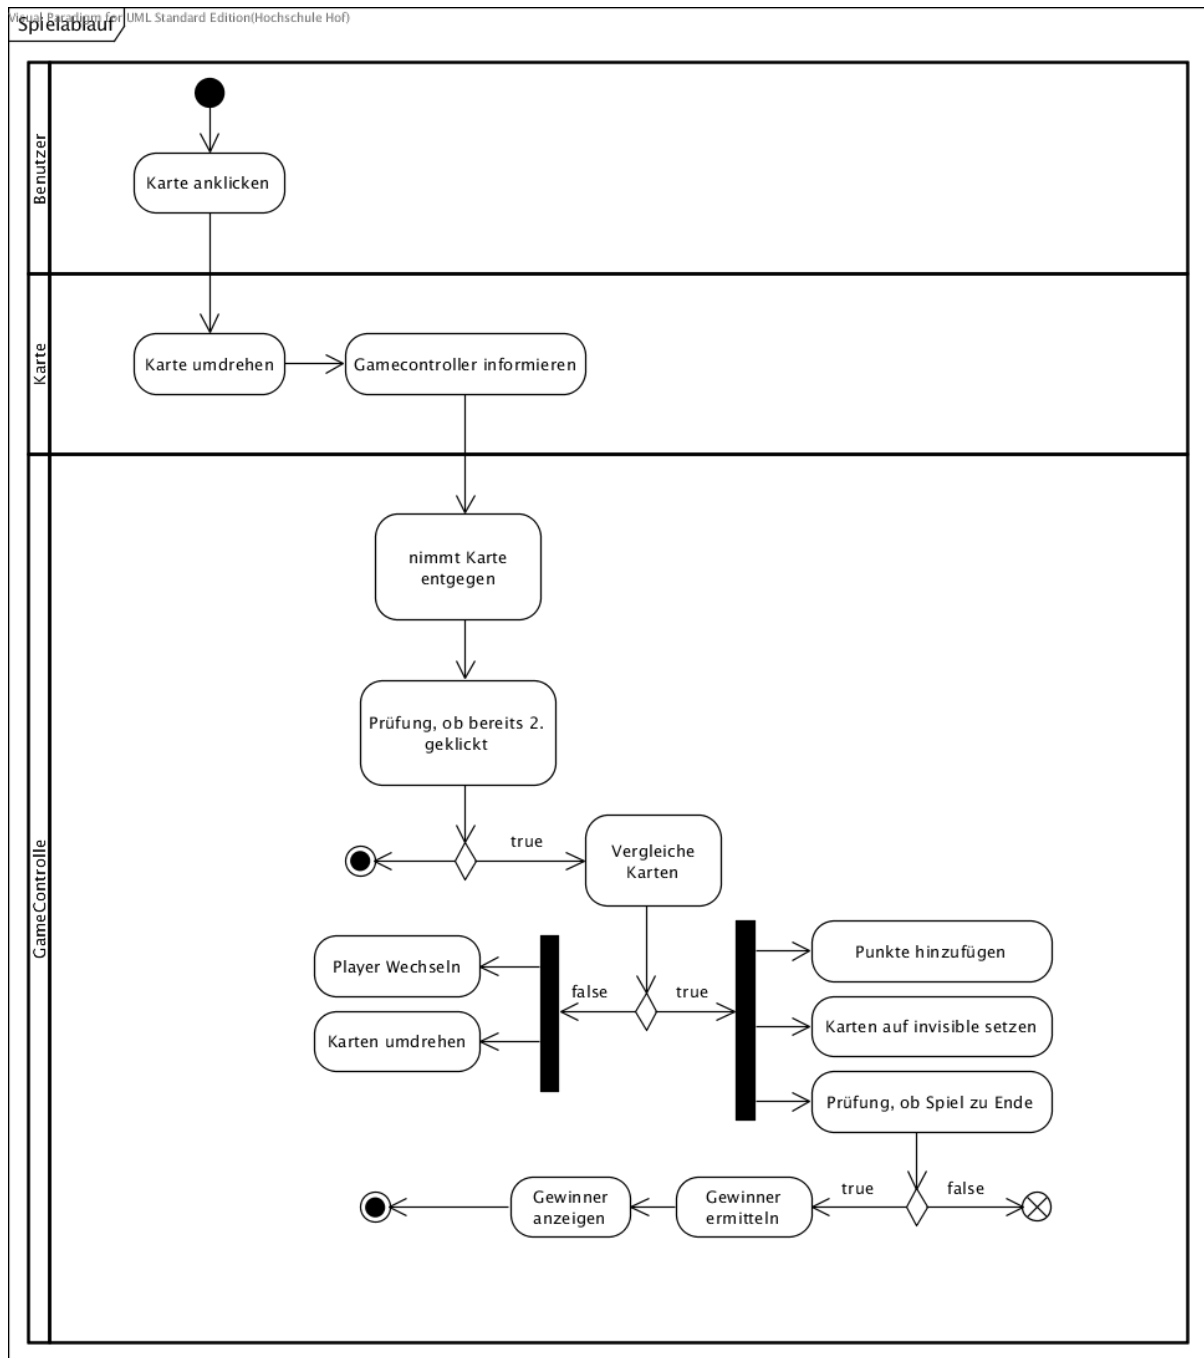 Visual Paradigm for UML Standard Edition(Hochschule Hof)
Spielablauf
Benutzer
Karte anklicken
Karte
Karte umdrehen
Gamecontroller informieren
GameControlle
nimmt Karte
entgegen
Prüfung, ob bereits 2.
geklickt
true
Vergleiche
Karten
Player Wechseln
Karten umdrehen
false
true
Punkte hinzufügen
Karten auf invisible setzen
Prüfung, ob Spiel zu Ende
true
false
Gewinner
anzeigen
Gewinner
ermitteln